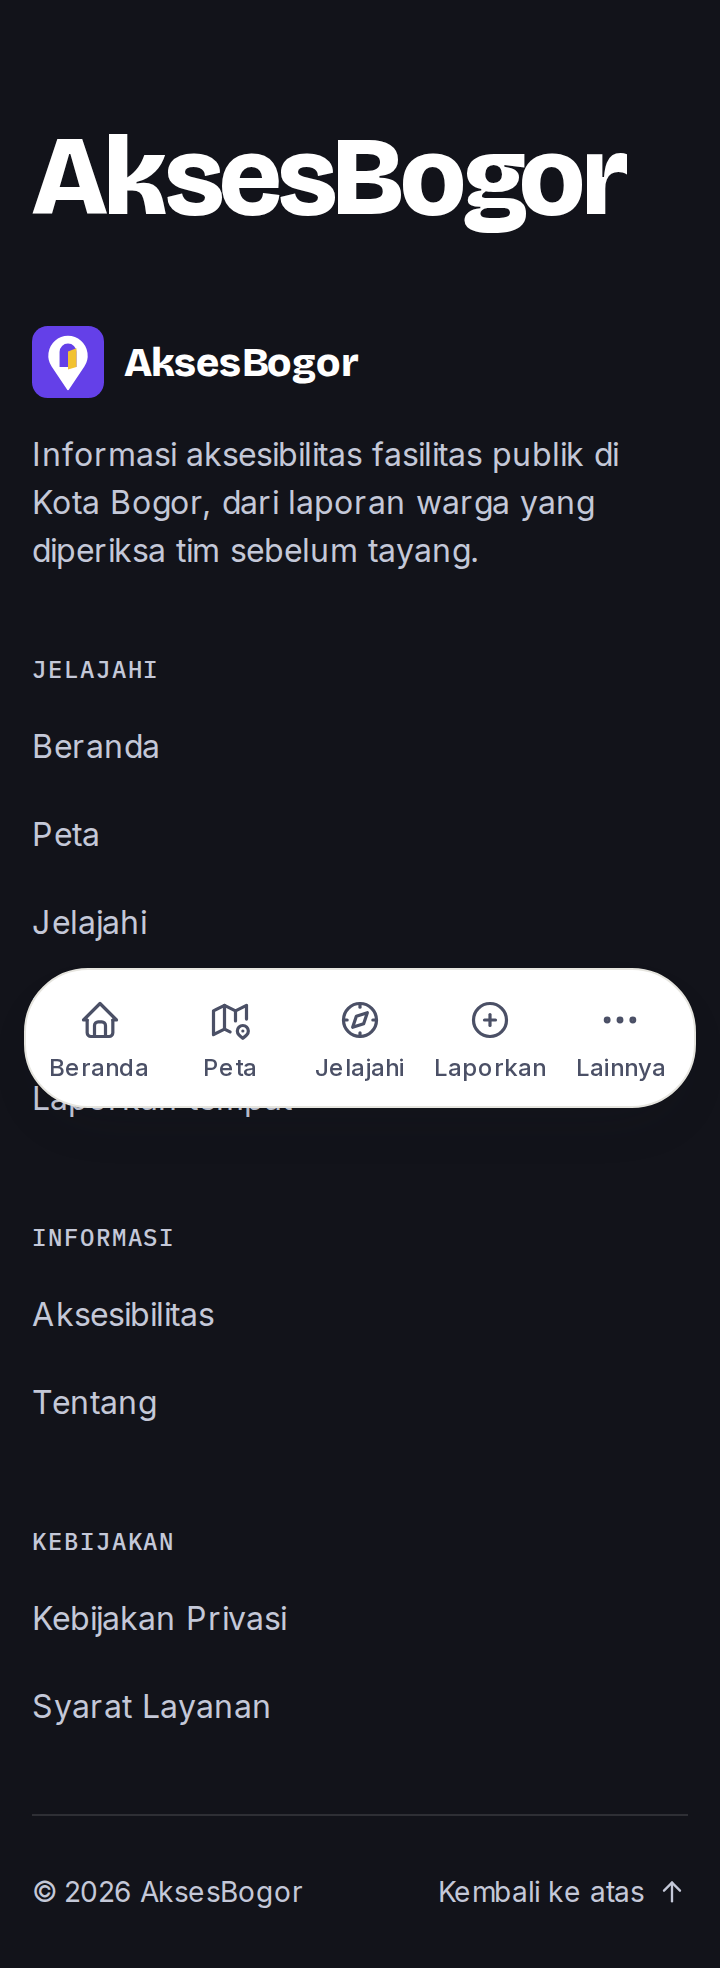 AksesBogor
AksesBogor
Informasi aksesibilitas fasilitas publik di
Kota Bogor, dari laporan warga yang
diperiksa tim sebelum tayang.
JELAJAHI
Beranda
Peta
Jelajahi
Beranda
Peta
Jelajahi
Laporkan
Lainnya
Laporkan tempat
INFORMASI
Aksesibilitas
Tentang
KEBIJAKAN
Kebijakan Privasi
Syarat Layanan
© 2026 AksesBogor
Kembali ke atas ↑